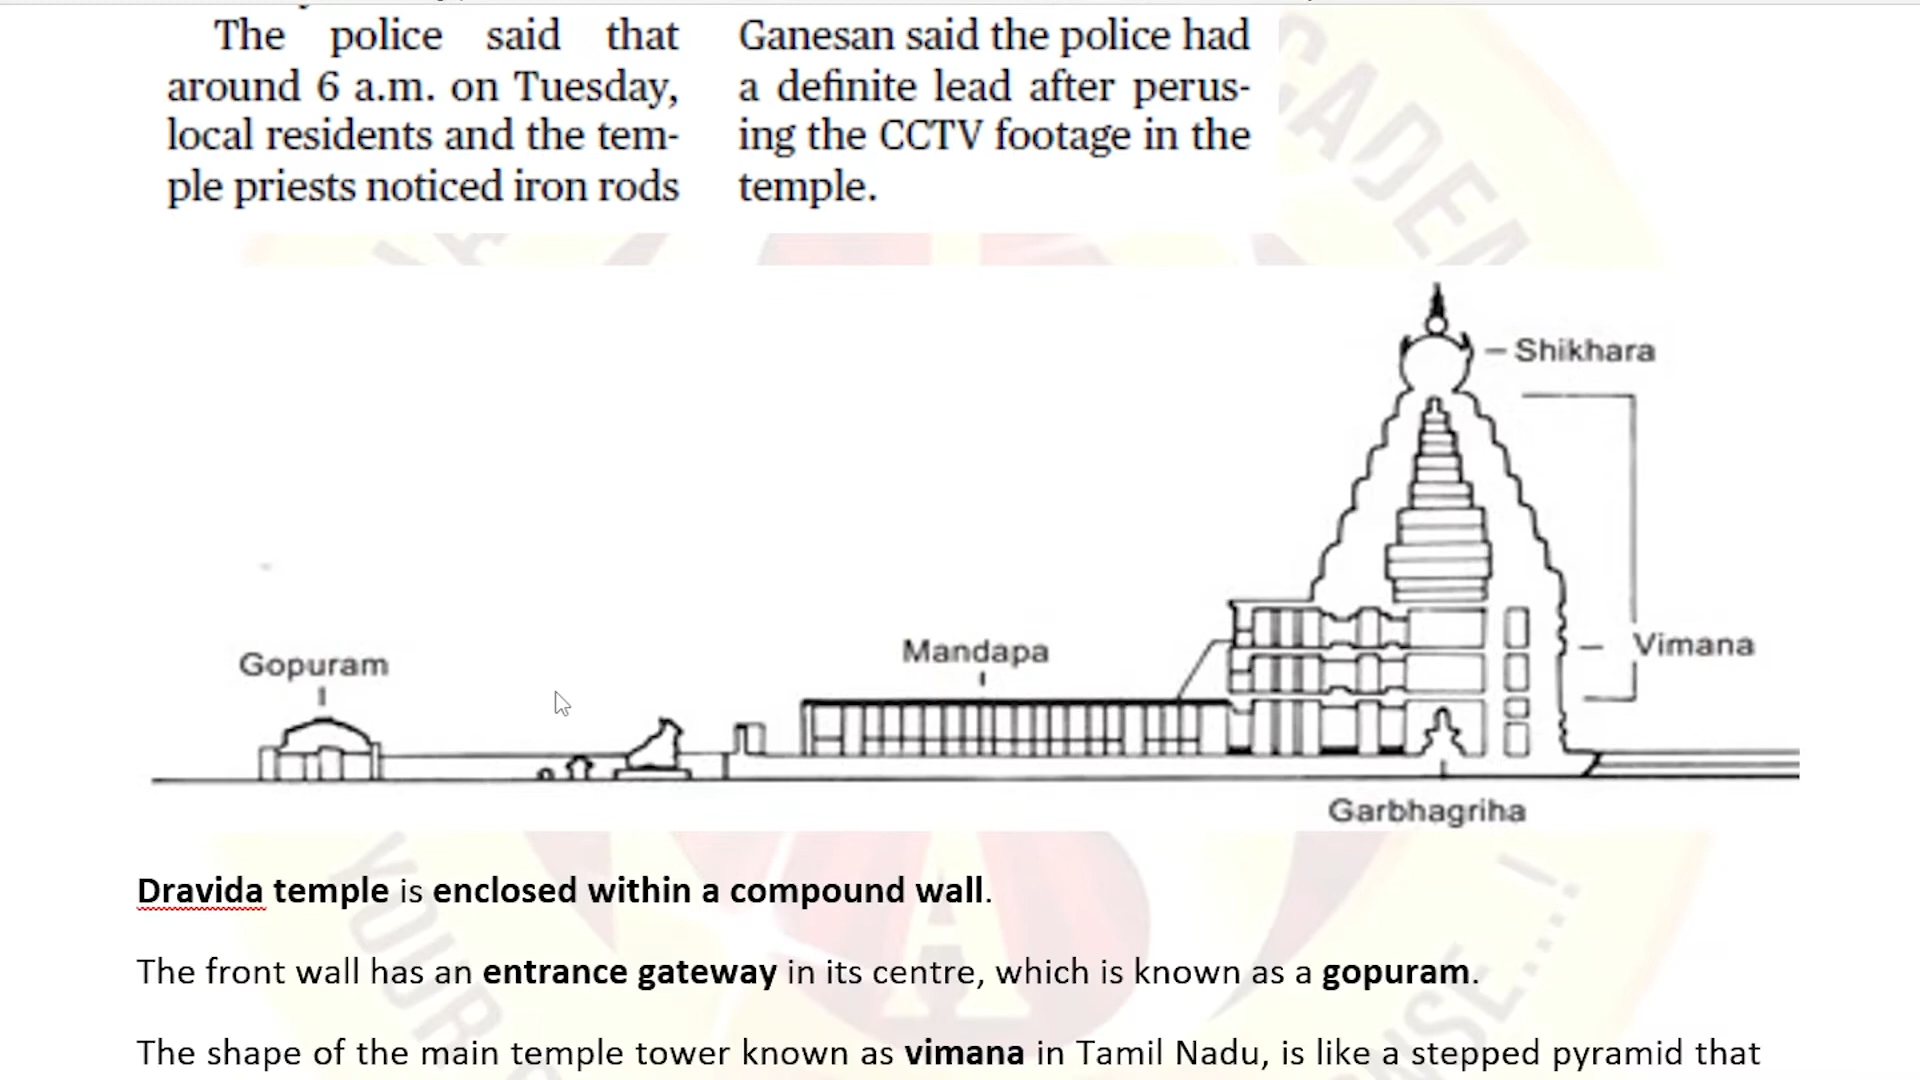 The police said that
around 6 a.m. on Tuesday,
local residents and the tem-
ple priests noticed iron rods
Ganesan said the police had
a definite lead after perus-
ing the CCTV footage in the
temple.
Shikhara
Gopuram
Mandapa
Vimana
Garbhagriha
Dravida temple is enclosed within a compound wall.
The front wall has an entrance gateway in its centre, which is known as a gopuram.
The shape of the main temple tower known as vimana in Tamil Nadu, is like a stepped pyramid that